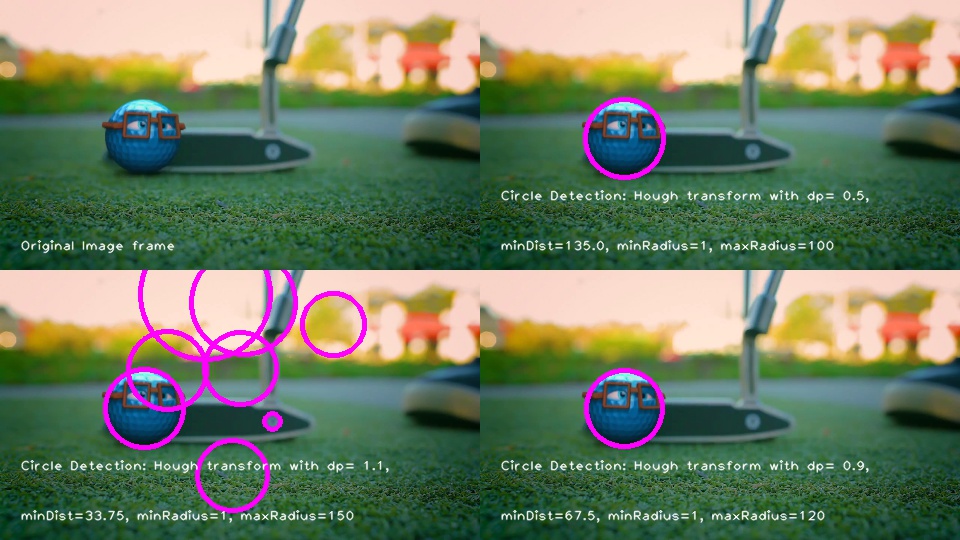 Original Image frame
Circle Detection: Hough transform with dp= 0.5,
minDist=135.0, minRadius=1, maxRadius=100
Circle Detection: Hough transform with dp= 1.1,
minDist=33.75, minRadius=1, maxRadius=150
Circle Detection: Hough transform with dp= 0.9,
minDist=67.5, minRadius=1, maxRadius=120